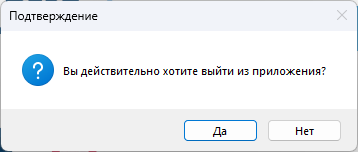 Подтверждение
Вы действительно хотите выйти из приложения?
Да
Нет